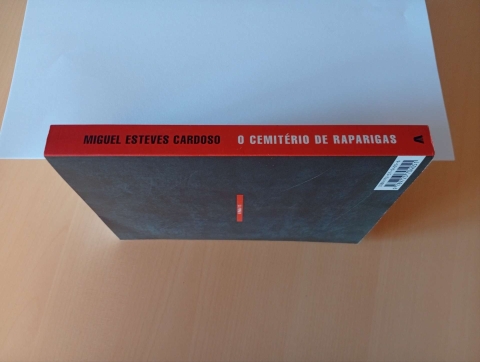 MIGUEL ESTEVES CARDOSO O CEMITÉRIO DE RAPARIGAS A